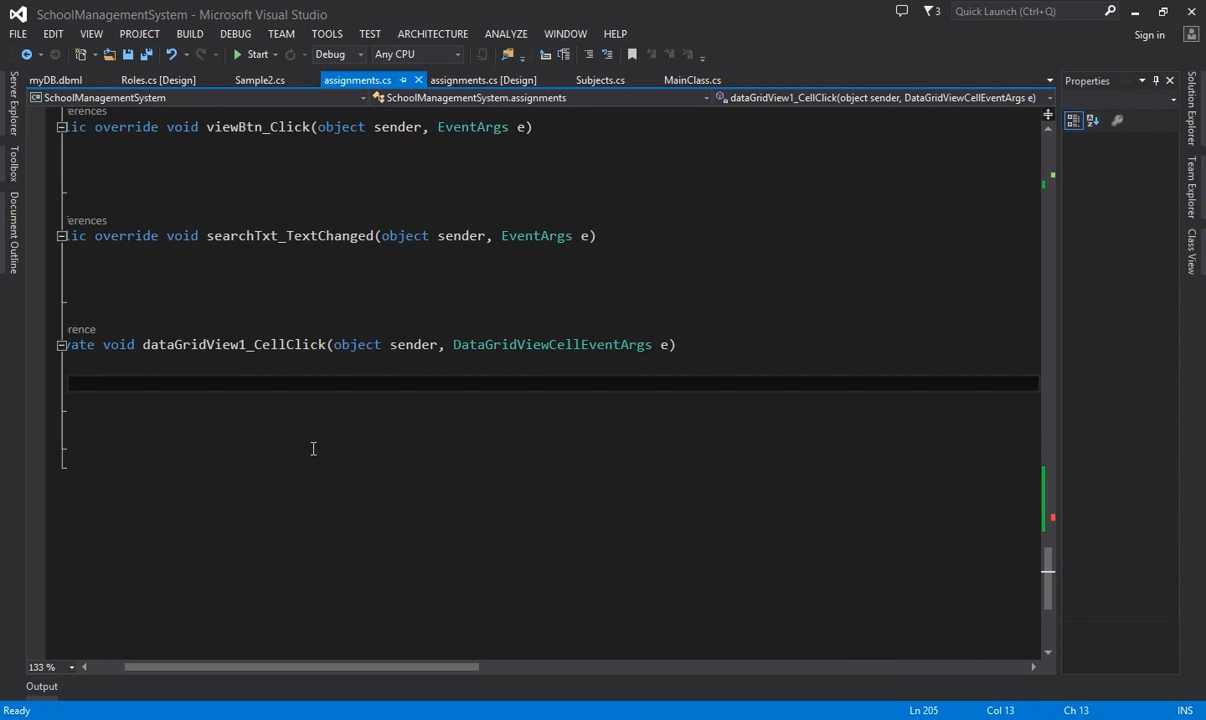 SchoolManagementSystem - Microsoft Visual Studio
3
Quick Launch (Ctrl+Q)
FILE EDIT VIEW PROJECT BUILD DEBUG TEAM TOOLS TEST ARCHITECTURE ANALYZE WINDOW HELP
Sign in
Start Debug Any CPU
myDB.dbml Roles.cs [Design] Sample2.cs assignments.cs assignments.cs [Design] Subjects.cs MainClass.cs
Properties
SchoolManagementSystem SchoolManagementSystem.assignments dataGridView1_CellClick(object sender, DataGridViewCellEventArgs e)
Server Explorer
Toolbox
Document Outline
Solution Explorer
Team Explorer
Class View
ferences
ic override void viewBtn_Click(object sender, EventArgs e)
ferences
ic override void searchTxt_TextChanged(object sender, EventArgs e)
rence
vate void dataGridView1_CellClick(object sender, DataGridViewCellEventArgs e)
133 %
Output
Ready Ln 205 Col 13 Ch 13 INS